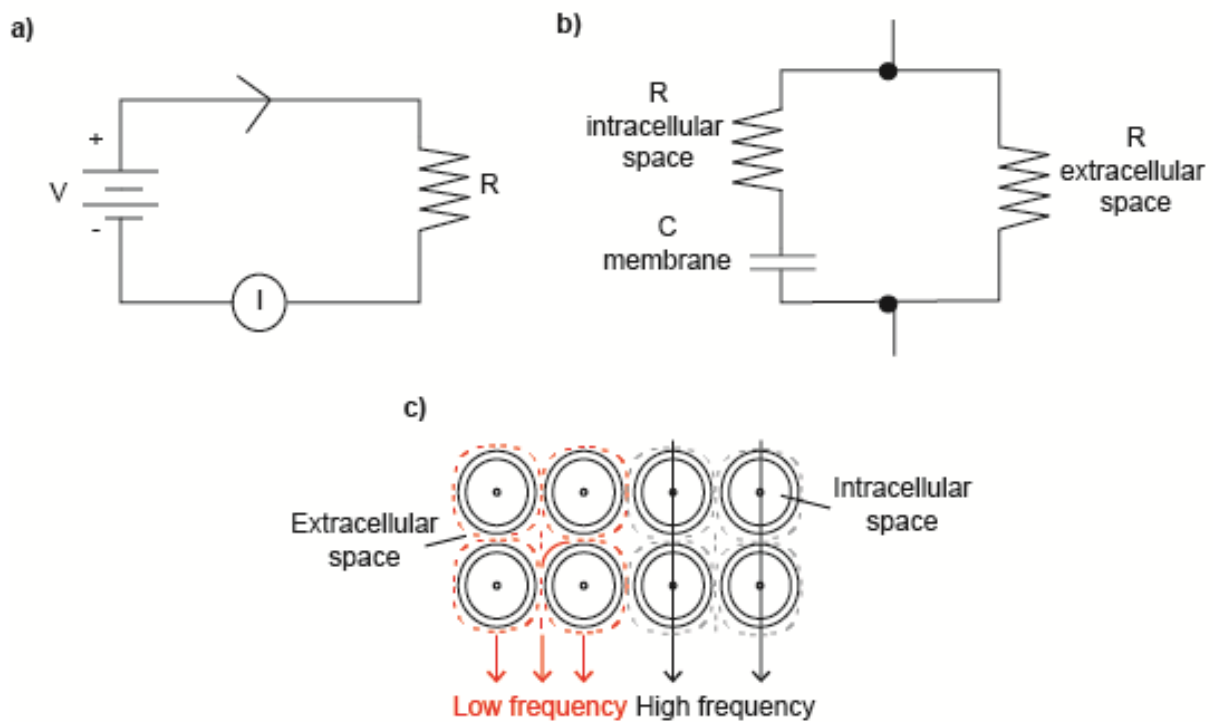 a)
+
V
-
I
R
b)
R
intracellular
space
C
membrane
R
extracellular
space
c)
Extracellular
space
Intracellular
space
Low frequency
High frequency